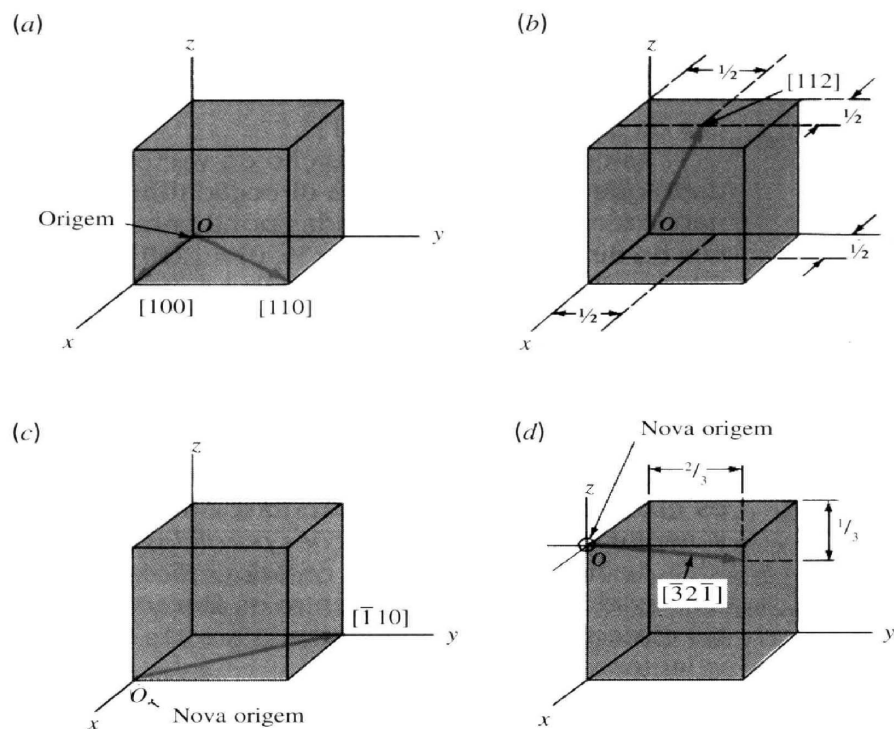 (a)
z
Origem
O
y
[100]
[110]
x
(b)
z
½
[112]
½
O
½
½
x
(c)
z
[1̄10]
y
O
Nova origem
x
(d)
Nova origem
2/3
z
1/3
O
[3̄21̄]
y
x